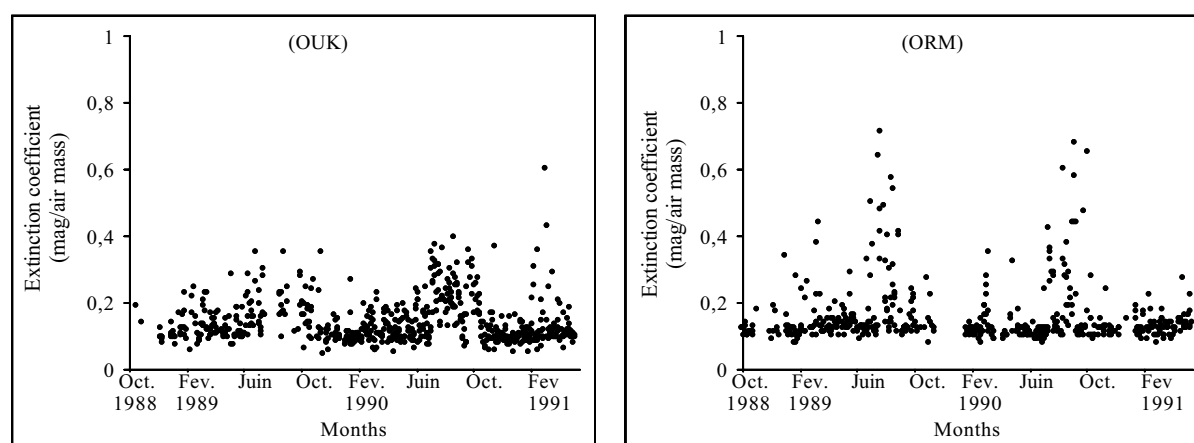 (OUK)
Extinction coefficient
(mag/air mass)
1
0,8
0,6
0,4
0,2
0
Oct. Fev. Juin Oct. Fev. Juin Oct. Fev
1988 1989 1990 1991
Months
(ORM)
Extinction coefficient
(mag/air mass)
1
0,8
0,6
0,4
0,2
0
Oct. Fev. Juin Oct. Fev. Juin Oct. Fev
1988 1989 1990 1991
Months